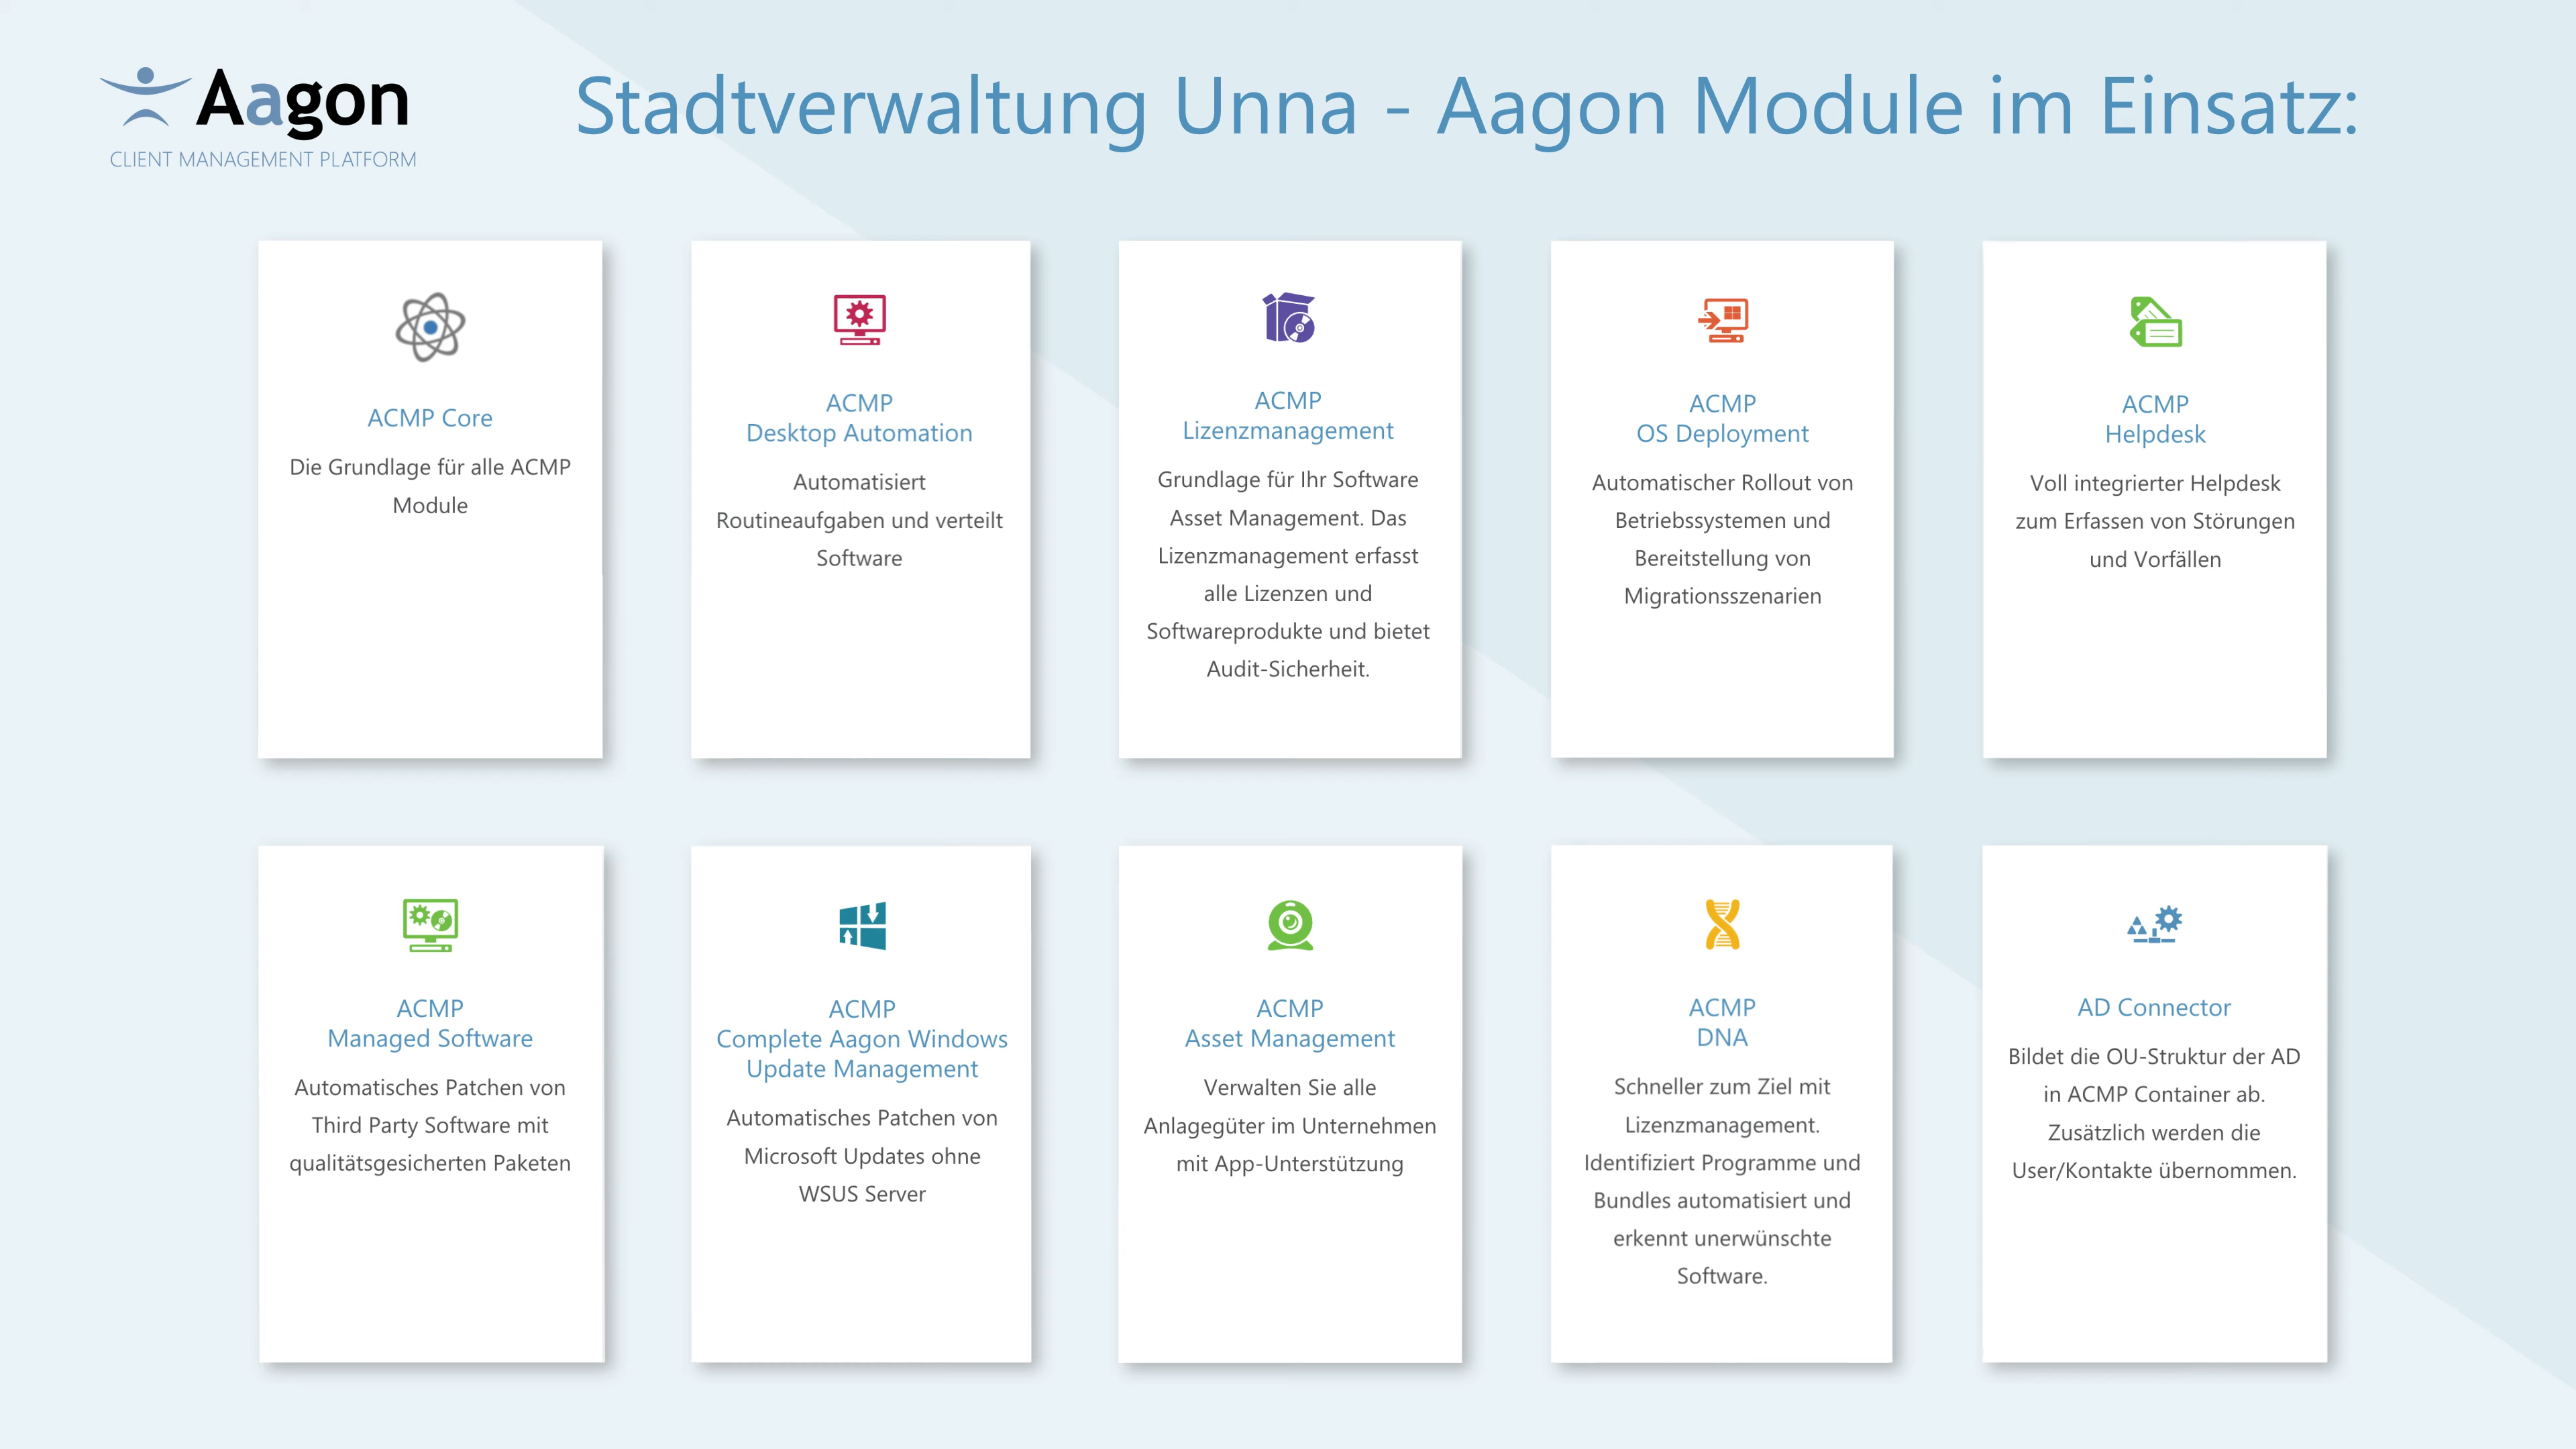 Aagon
CLIENT MANAGEMENT PLATFORM
Stadtverwaltung Unna - Aagon Module im Einsatz:
ACMP Core
Die Grundlage für alle ACMP
Module
ACMP
Desktop Automation
Automatisiert
Routineaufgaben und verteilt
Software
ACMP
Lizenzmanagement
Grundlage für Ihr Software
Asset Management. Das
Lizenzmanagement erfasst
alle Lizenzen und
Softwareprodukte und bietet
Audit-Sicherheit.
ACMP
OS Deployment
Automatischer Rollout von
Betriebssystemen und
Bereitstellung von
Migrationsszenarien
ACMP
Helpdesk
Voll integrierter Helpdesk
zum Erfassen von Störungen
und Vorfällen
ACMP
Managed Software
Automatisches Patchen von
Third Party Software mit
qualitätsgesicherten Paketen
ACMP
Complete Aagon Windows
Update Management
Automatisches Patchen von
Microsoft Updates ohne
WSUS Server
ACMP
Asset Management
Verwalten Sie alle
Anlagegüter im Unternehmen
mit App-Unterstützung
ACMP
DNA
Schneller zum Ziel mit
Lizenzmanagement.
Identifiziert Programme und
Bundles automatisiert und
erkennt unerwünschte
Software.
AD Connector
Bildet die OU-Struktur der AD
in ACMP Container ab.
Zusätzlich werden die
User/Kontakte übernommen.